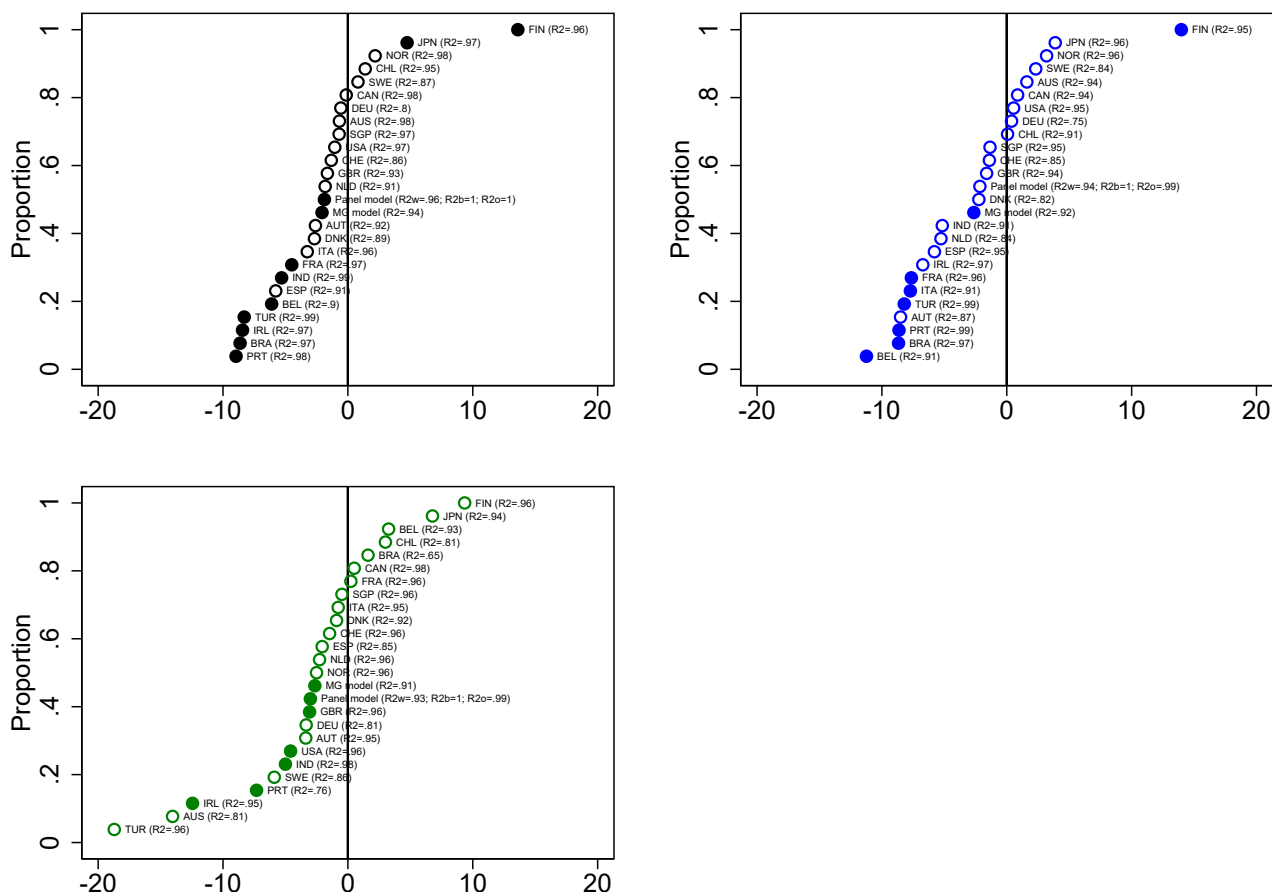 Proportion
1
.8
.6
.4
.2
0
FIN (R2=.96)
JPN (R2=.97)
NOR (R2=.98)
CHL (R2=.95)
SWE (R2=.87)
CAN (R2=.98)
DEU (R2=.8)
AUS (R2=.98)
SGP (R2=.97)
USA (R2=.97)
CHE (R2=.86)
GBR (R2=.93)
NLD (R2=.91)
Panel model (R2w=.96; R2b=1; R2o=1)
MG model (R2=.94)
AUT (R2=.92)
DNK (R2=.89)
ITA (R2=.96)
FRA (R2=.97)
IND (R2=.99)
ESP (R2=.91)
BEL (R2=.9)
TUR (R2=.99)
IRL (R2=.97)
BRA (R2=.97)
PRT (R2=.98)
-20 -10 0 10 20
Proportion
1
.8
.6
.4
.2
0
FIN (R2=.95)
JPN (R2=.96)
NOR (R2=.96)
SWE (R2=.84)
AUS (R2=.94)
CAN (R2=.94)
USA (R2=.95)
DEU (R2=.75)
CHL (R2=.91)
SGP (R2=.95)
CHE (R2=.85)
GBR (R2=.94)
Panel model (R2w=.94; R2b=1; R2o=.99)
DNK (R2=.82)
MG model (R2=.92)
IND (R2=.91)
NLD (R2=.84)
ESP (R2=.95)
IRL (R2=.97)
FRA (R2=.96)
ITA (R2=.91)
TUR (R2=.99)
AUT (R2=.87)
PRT (R2=.99)
BRA (R2=.97)
BEL (R2=.91)
-20 -10 0 10 20
Proportion
1
.8
.6
.4
.2
0
FIN (R2=.96)
JPN (R2=.94)
BEL (R2=.93)
CHL (R2=.81)
BRA (R2=.65)
CAN (R2=.98)
FRA (R2=.96)
SGP (R2=.96)
ITA (R2=.95)
DNK (R2=.92)
CHE (R2=.96)
ESP (R2=.85)
NLD (R2=.96)
NOR (R2=.96)
MG model (R2=.91)
Panel model (R2w=.93; R2b=1; R2o=.99)
GBR (R2=.96)
DEU (R2=.81)
AUT (R2=.95)
USA (R2=.96)
IND (R2=.98)
SWE (R2=.86)
PRT (R2=.76)
IRL (R2=.95)
AUS (R2=.81)
TUR (R2=.96)
-20 -10 0 10 20